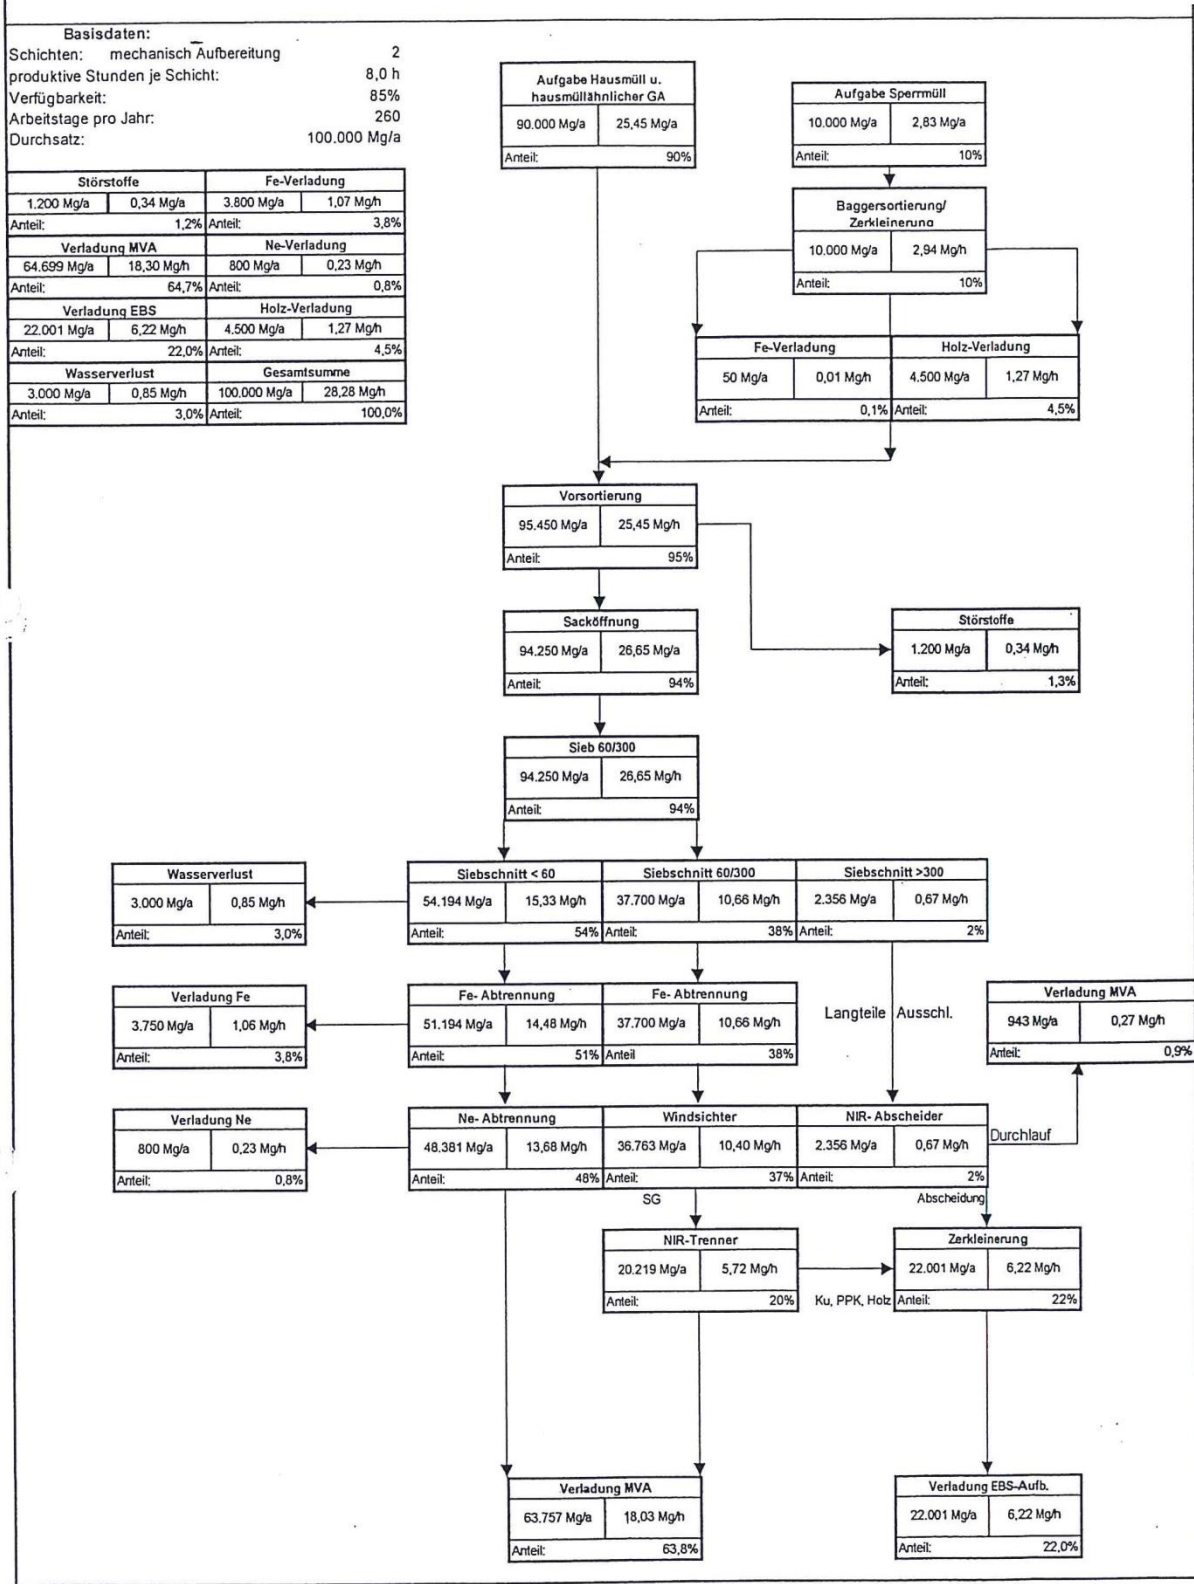 Basisdaten:
Schichten: mechanisch Aufbereitung 2
produktive Stunden je Schicht: 8,0 h
Verfügbarkeit: 85%
Arbeitstage pro Jahr: 260
Durchsatz: 100.000 Mg/a
Störstoffe Fe-Verladung
1.200 Mg/a 0,34 Mg/a 3.800 Mg/a 1,07 Mg/h
Anteil: 1,2% Anteil: 3,8%
Verladung MVA Ne-Verladung
64.699 Mg/a 18,30 Mg/h 800 Mg/a 0,23 Mg/h
Anteil: 64,7% Anteil: 0,8%
Verladung EBS Holz-Verladung
22.001 Mg/a 6,22 Mg/h 4.500 Mg/a 1,27 Mg/h
Anteil: 22,0% Anteil: 4,5%
Wasserverlust Gesamtsumme
3.000 Mg/a 0,85 Mg/h 100.000 Mg/a 28,28 Mg/h
Anteil: 3,0% Anteil: 100,0%
Aufgabe Hausmüll u.
hausmüllähnlicher GA
90.000 Mg/a 25,45 Mg/a
Anteil: 90%
Aufgabe Sperrmüll
10.000 Mg/a 2,83 Mg/a
Anteil: 10%
Baggersortierung/
Zerkleinerung
10.000 Mg/a 2,94 Mg/h
Anteil: 10%
Fe-Verladung Holz-Verladung
50 Mg/a 0,01 Mg/h 4.500 Mg/a 1,27 Mg/h
Anteil: 0,1% Anteil: 4,5%
Vorsortierung
95.450 Mg/a 25,45 Mg/h
Anteil: 95%
Sacköffnung
94.250 Mg/a 26,65 Mg/a
Anteil: 94%
Störstoffe
1.200 Mg/a 0,34 Mg/h
Anteil: 1,3%
Sieb 60/300
94.250 Mg/a 26,65 Mg/h
Anteil: 94%
Wasserverlust
3.000 Mg/a 0,85 Mg/h
Anteil: 3,0%
Siebschnitt < 60 Siebschnitt 60/300 Siebschnitt >300
54.194 Mg/a 15,33 Mg/h 37.700 Mg/a 10,66 Mg/h 2.356 Mg/a 0,67 Mg/h
Anteil: 54% Anteil: 38% Anteil: 2%
Verladung Fe
3.750 Mg/a 1,06 Mg/h
Anteil: 3,8%
Fe- Abtrennung Fe- Abtrennung
51.194 Mg/a 14,48 Mg/h 37.700 Mg/a 10,66 Mg/h
Anteil: 51% Anteil 38%
Langteile Ausschl.
Verladung MVA
943 Mg/a 0,27 Mg/h
Anteil: 0,9%
Verladung Ne
800 Mg/a 0,23 Mg/h
Anteil: 0,8%
Ne- Abtrennung Windsichter NIR- Abscheider
48.381 Mg/a 13,68 Mg/h 36.763 Mg/a 10,40 Mg/h 2.356 Mg/a 0,67 Mg/h
Anteil: 48% Anteil: 37% Anteil: 2%
Durchlauf
SG Abscheidung
NIR-Trenner
20.219 Mg/a 5,72 Mg/h
Anteil: 20%
Ku, PPK, Holz
Zerkleinerung
22.001 Mg/a 6,22 Mg/h
Anteil: 22%
Verladung MVA
63.757 Mg/a 18,03 Mg/h
Anteil: 63,8%
Verladung EBS-Aufb.
22.001 Mg/a 6,22 Mg/h
Anteil: 22,0%